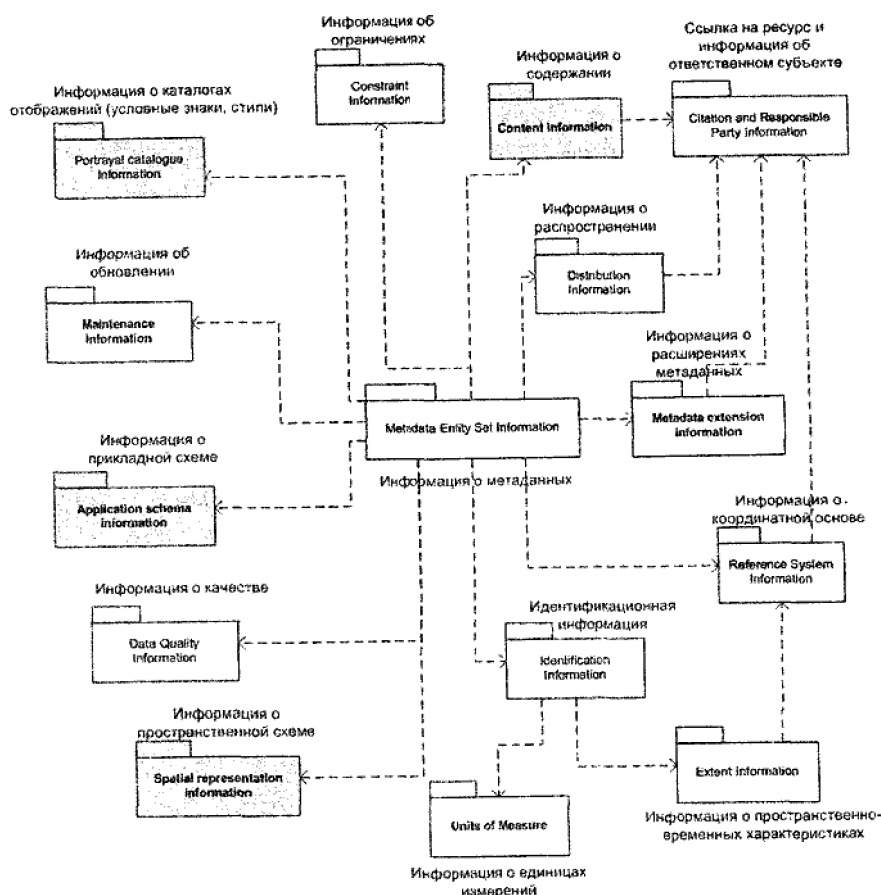 Информация об
ограничениях
Constraint
Information
Информация о
содержании
Content information
Ссылка на ресурс и
информация об
ответственном субъекте
Citation and Responsible
Party information
Информация о каталогах
отображений (условные знаки, стили)
Portrayal catalogue
Information
Информация о
распространении
Distribution
Information
Информация об
обновлении
Maintenance
Information
Информация о
расширениях
метаданных
Metadada extension
information
Metadata Entity Set Information
Информация о метаданных
Информация о
прикладной схеме
Application schema
information
Информация о
координатной основе
Reference System
Information
Информация о качестве
Data Quality
Information
Идентификационная
информация
Identification
Information
Информация о
пространственной схеме
Spatial representation
information
Extent Information
Информация о пространственно-
временных характеристиках
Units of Measure
Информация о единицах
измерений